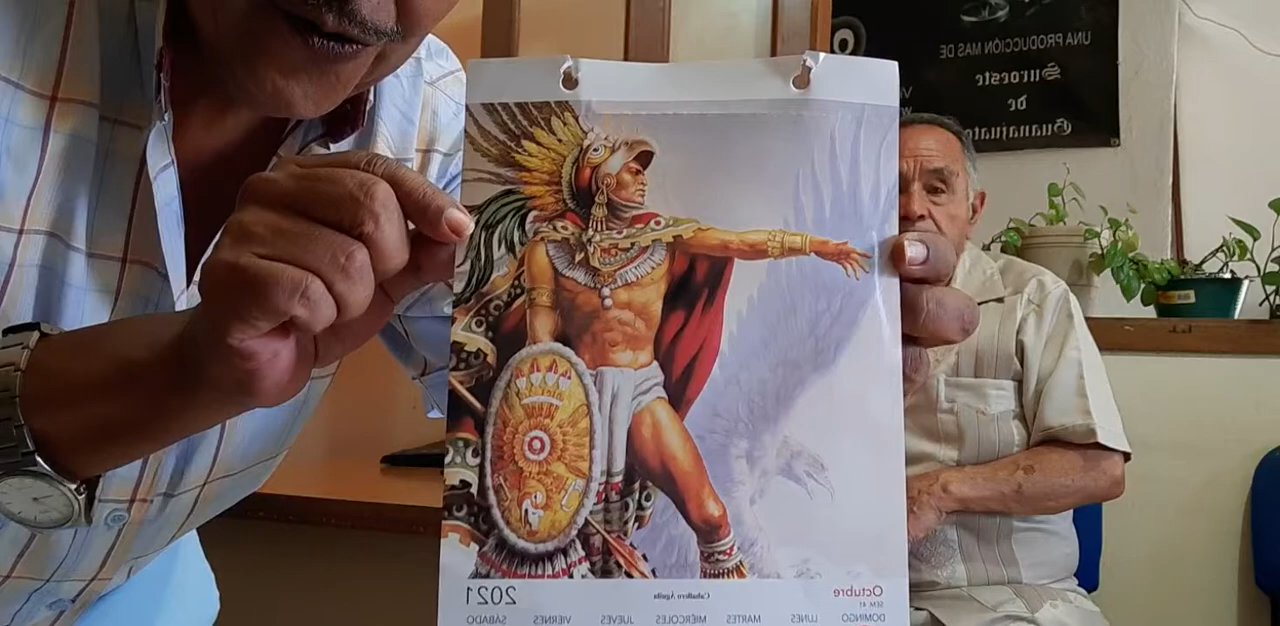 UNA PRODUCCIÓN MAS DE
Suroeste
de
Guanajuato
Octubre Caballero Águila 2021
SEM. 41
DOMINGO LUNES MARTES MIÉRCOLES JUEVES VIERNES SÁBADO